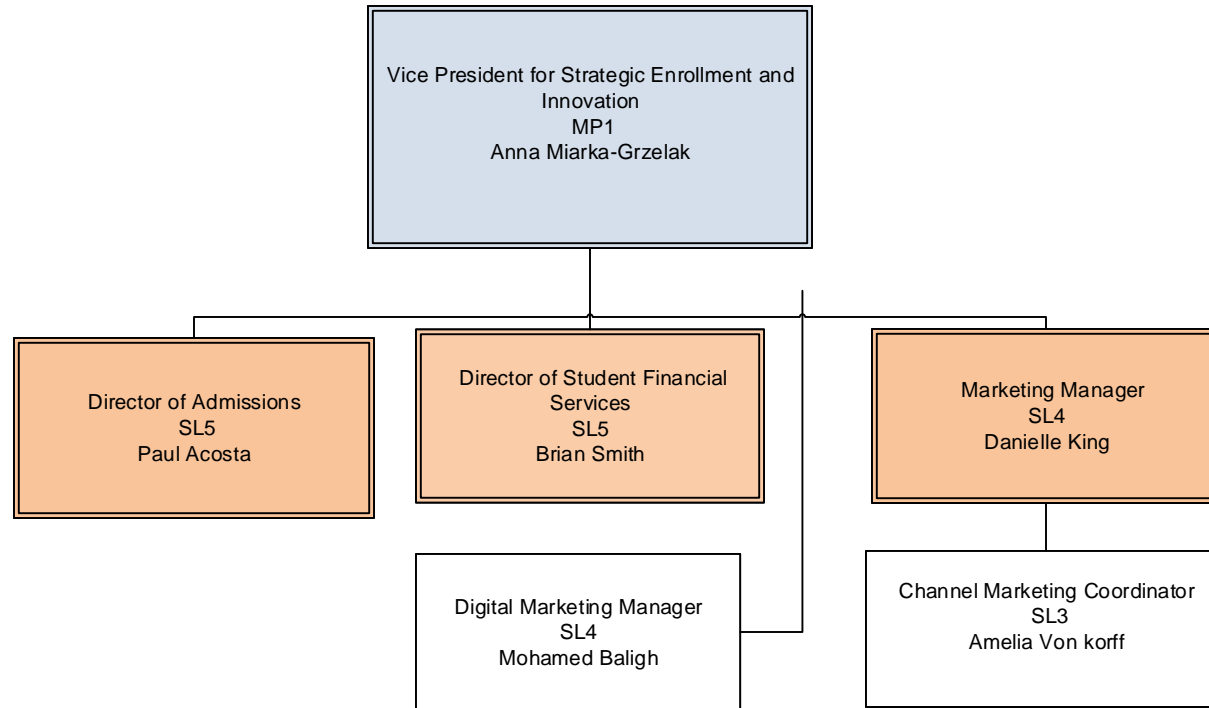 Vice President for Strategic Enrollment and
Innovation
MP1
Anna Miarka-Grzelak
Director of Admissions
SL5
Paul Acosta
Director of Student Financial
Services
SL5
Brian Smith
Marketing Manager
SL4
Danielle King
Digital Marketing Manager
SL4
Mohamed Baligh
Channel Marketing Coordinator
SL3
Amelia Von korff